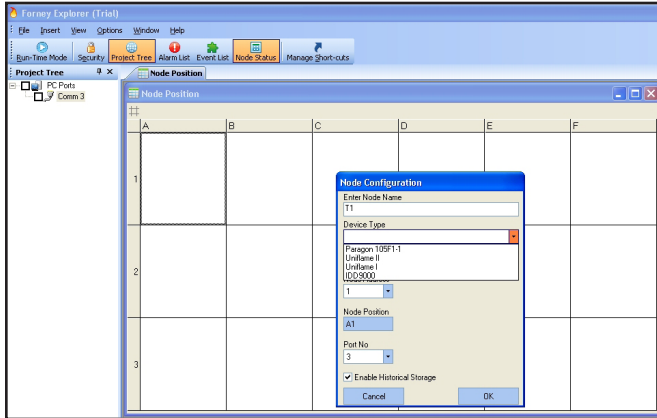 Forney Explorer (Trial)
File Insert View Options Window Help
Run-Time Mode Security Project Tree Alarm List Event List Node Status Manage Short-cuts
Project Tree
Node Position
PC Ports
Comm 3
Node Position
A B C D E F
1
2
3
Node Configuration
Enter Node Name
T1
Device Type
Paragon 105F1-1
Uniflame II
Uniflame I
IDD9000
Node Address
1
Node Position
A1
Port No
3
Enable Historical Storage
Cancel OK